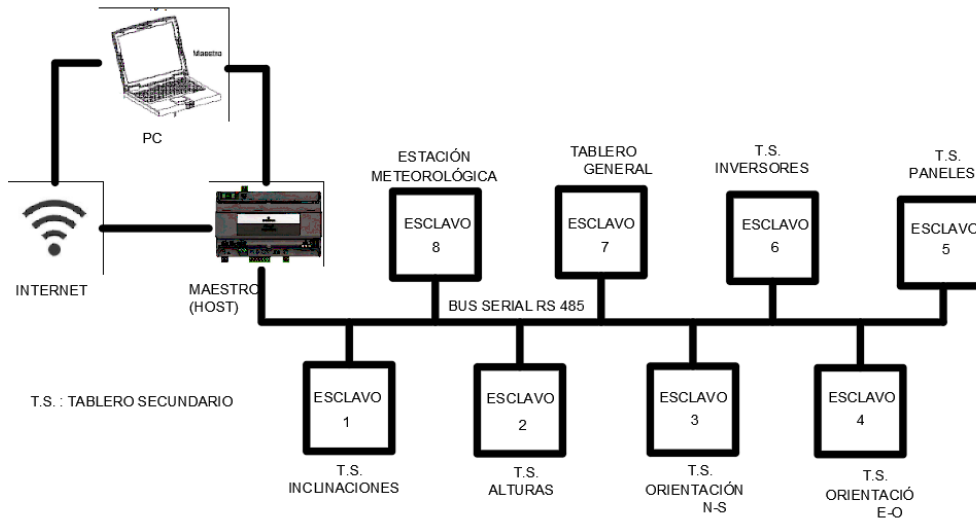 Maestro
PC
INTERNET
MAESTRO
(HOST)
ESTACIÓN
METEOROLÓGICA
ESCLAVO
8
TABLERO
GENERAL
ESCLAVO
7
T.S.
INVERSORES
ESCLAVO
6
T.S.
PANELES
ESCLAVO
5
BUS SERIAL RS 485
T.S. : TABLERO SECUNDARIO
ESCLAVO
1
T.S.
INCLINACIONES
ESCLAVO
2
T.S.
ALTURAS
ESCLAVO
3
T.S.
ORIENTACIÓN
N-S
ESCLAVO
4
T.S.
ORIENTACIÓ
E-O